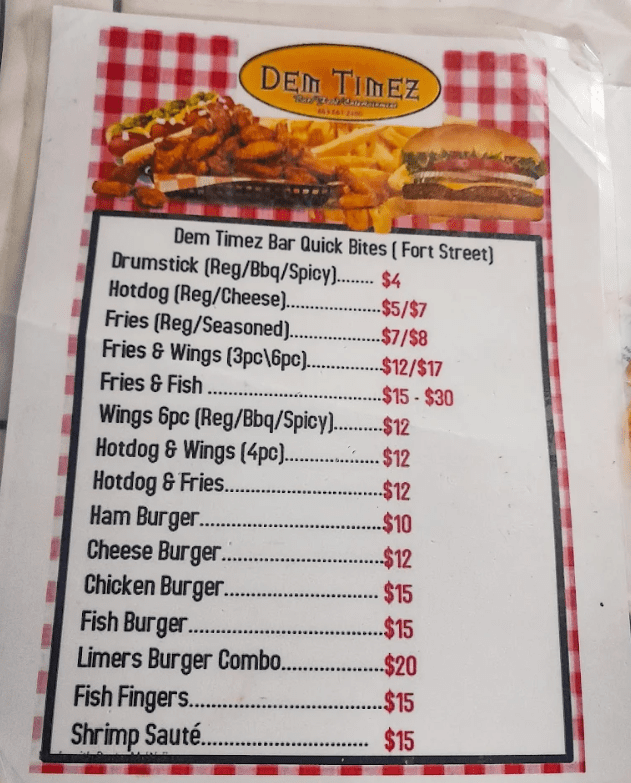 DEM TIMEZ
Dem Timez Bar Quick Bites ( Fort Street)
Drumstick (Reg/Bbq/Spicy)........ $4
Hotdog (Reg/Cheese)....................$5/$7
Fries (Reg/Seasoned)...................$7/$8
Fries & Wings (3pc\6pc)...............$12/$17
Fries & Fish ....................................$15 - $30
Wings 6pc (Reg/Bbq/Spicy)..........$12
Hotdog & Wings (4pc).................... $12
Hotdog & Fries................................$12
Ham Burger.....................................$10
Cheese Burger................................$12
Chicken Burger............................... $15
Fish Burger......................................$15
Limers Burger Combo....................$20
Fish Fingers.....................................$15
Shrimp Sauté................................. $15